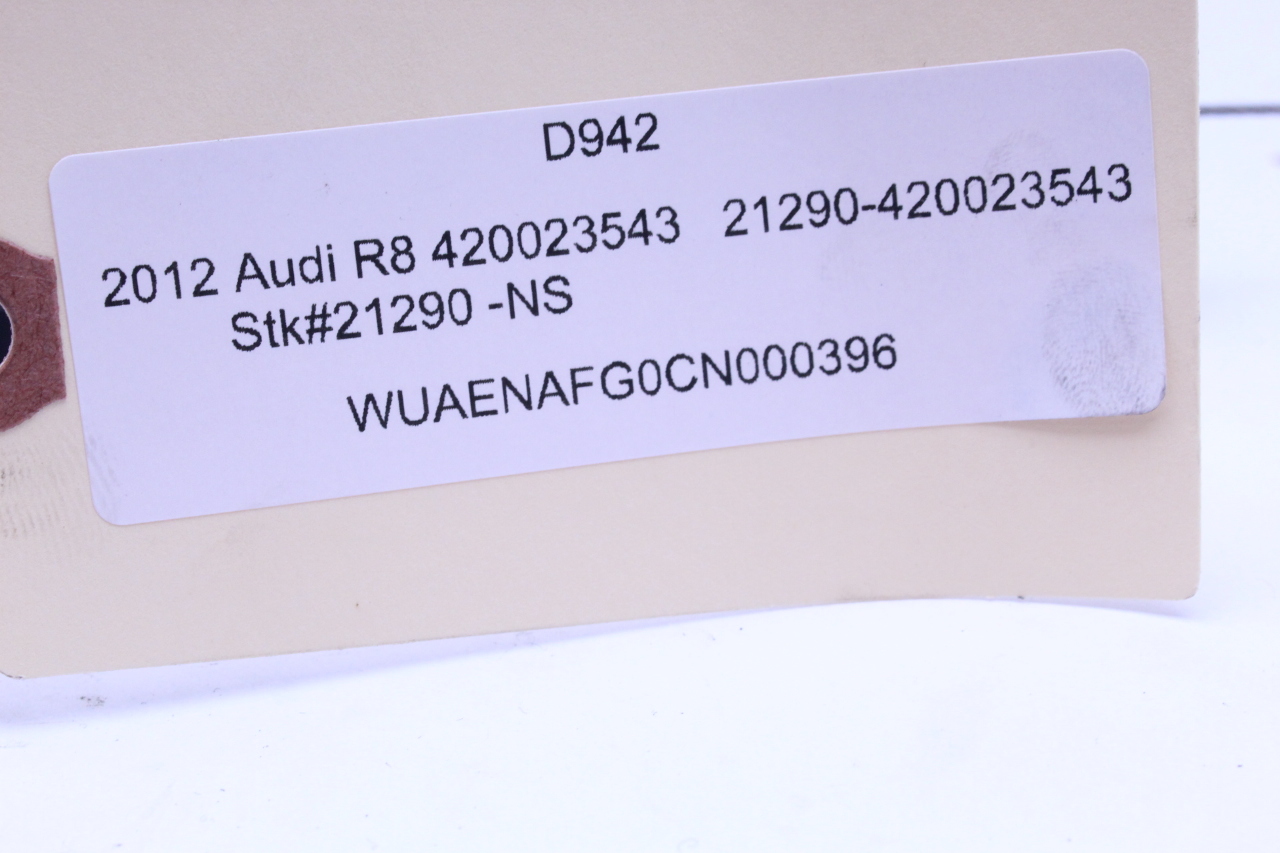 D942
2012 Audi R8 420023543 21290-420023543
Stk#21290 -NS
WUAENAFG0CN000396